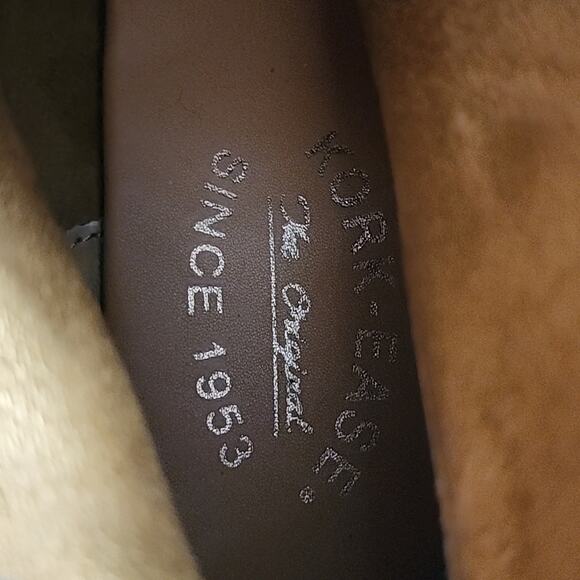 KORK-EASE®
The Original
SINCE 1953